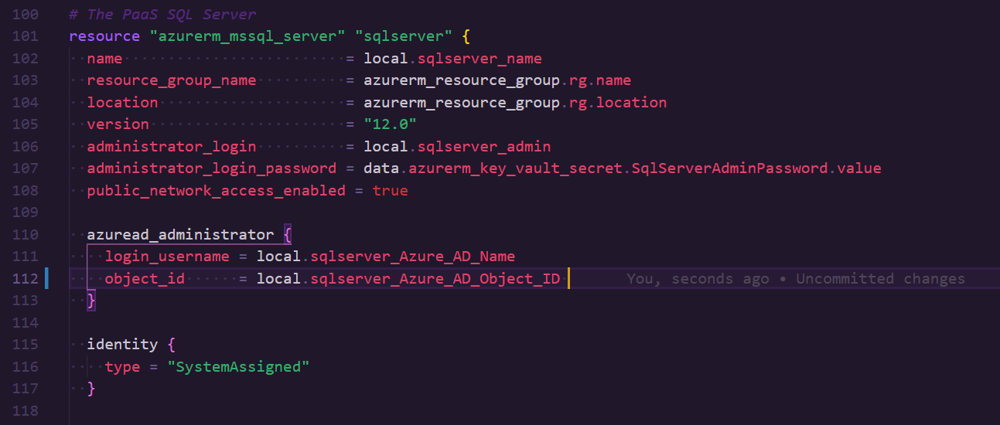 100 # The PaaS SQL Server
101 resource "azurerm_mssql_server" "sqlserver" {
102   name                         = local.sqlserver_name
103   resource_group_name          = azurerm_resource_group.rg.name
104   location                     = azurerm_resource_group.rg.location
105   version                      = "12.0"
106   administrator_login          = local.sqlserver_admin
107   administrator_login_password = data.azurerm_key_vault_secret.SqlServerAdminPassword.value
108   public_network_access_enabled = true
109
110   azuread_administrator {
111     login_username = local.sqlserver_Azure_AD_Name
112     object_id      = local.sqlserver_Azure_AD_Object_ID        You, seconds ago • Uncommitted changes
113   }
114
115   identity {
116     type = "SystemAssigned"
117   }
118